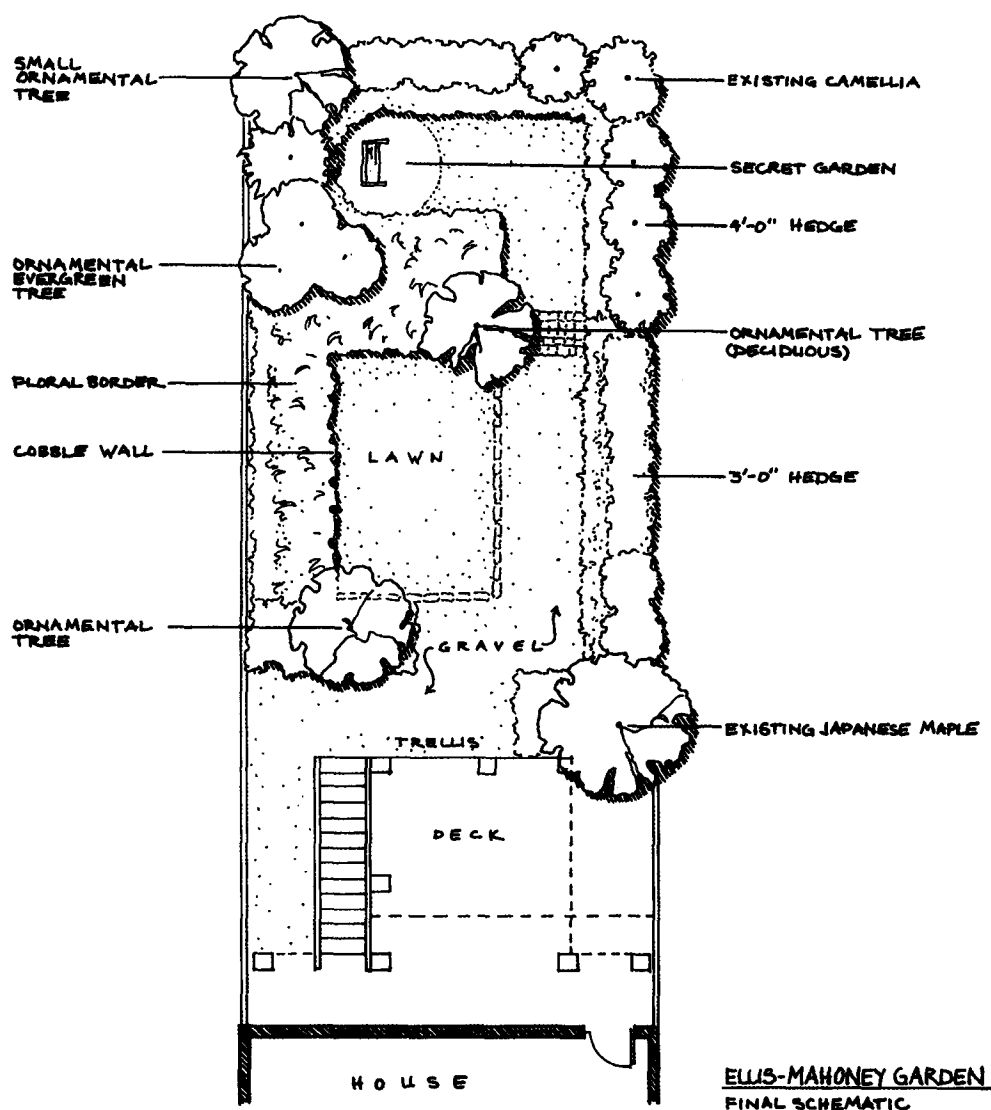 SMALL
ORNAMENTAL
TREE
EXISTING CAMELLIA
SECRET GARDEN
4'-0" HEDGE
ORNAMENTAL
EVERGREEN
TREE
ORNAMENTAL TREE
(DECIDUOUS)
FLORAL BORDER
COBBLE WALL
LAWN
3'-0" HEDGE
ORNAMENTAL
TREE
GRAVEL
EXISTING JAPANESE MAPLE
TRELLIS
DECK
HOUSE
ELLIS-MAHONEY GARDEN
FINAL SCHEMATIC